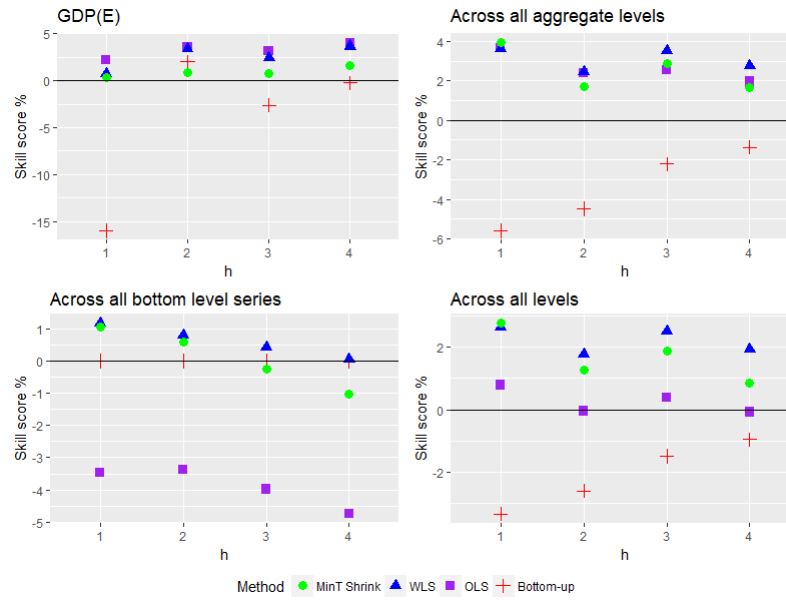 GDP(E)
Skill score %
5
0
-5
-10
-15
1 2 3 4
h
Across all aggregate levels
Skill score %
4
2
0
-2
-4
-6
1 2 3 4
h
Across all bottom level series
Skill score %
1
0
-1
-2
-3
-4
-5
1 2 3 4
h
Across all levels
Skill score %
2
0
-2
1 2 3 4
h
Method MinT Shrink WLS OLS Bottom-up